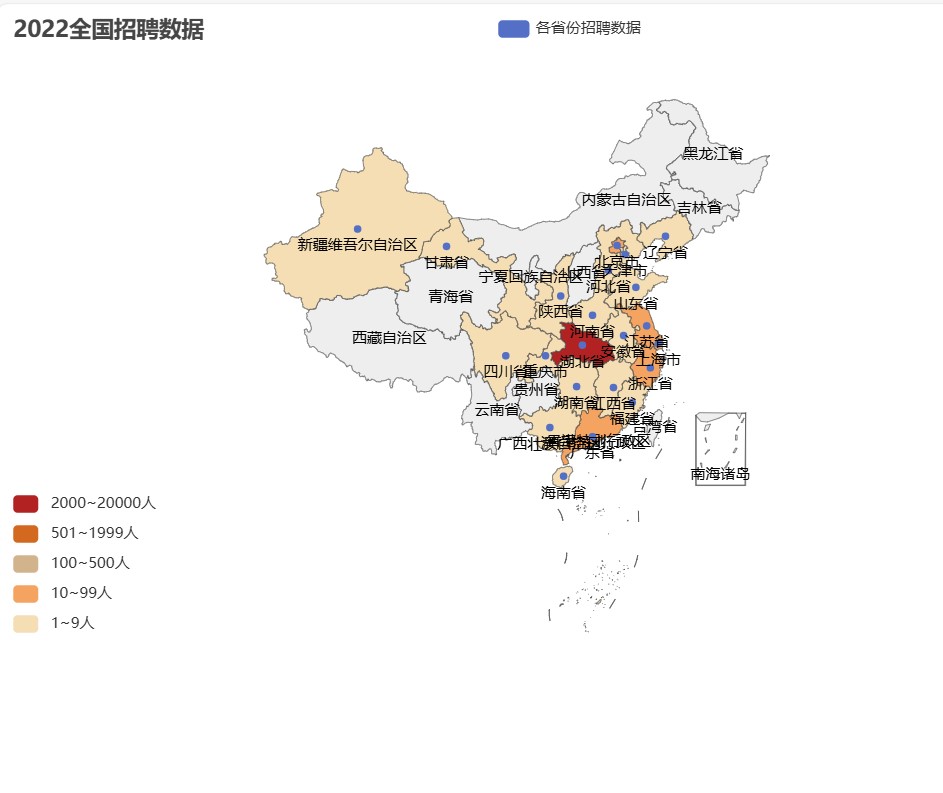 2022全国招聘数据
各省份招聘数据
黑龙江省
内蒙古自治区
吉林省
新疆维吾尔自治区
辽宁省
甘肃省
北京市
天津市
宁夏回族自治区
山西省
河北省
青海省
山东省
陕西省
河南省
西藏自治区
江苏省
安徽省
上海市
湖北省
四川省
重庆市
浙江省
贵州省
湖南省
江西省
云南省
福建省
台湾省
广西壮族自治区
广东省
南海诸岛
海南省
2000~20000人
501~1999人
100~500人
10~99人
1~9人